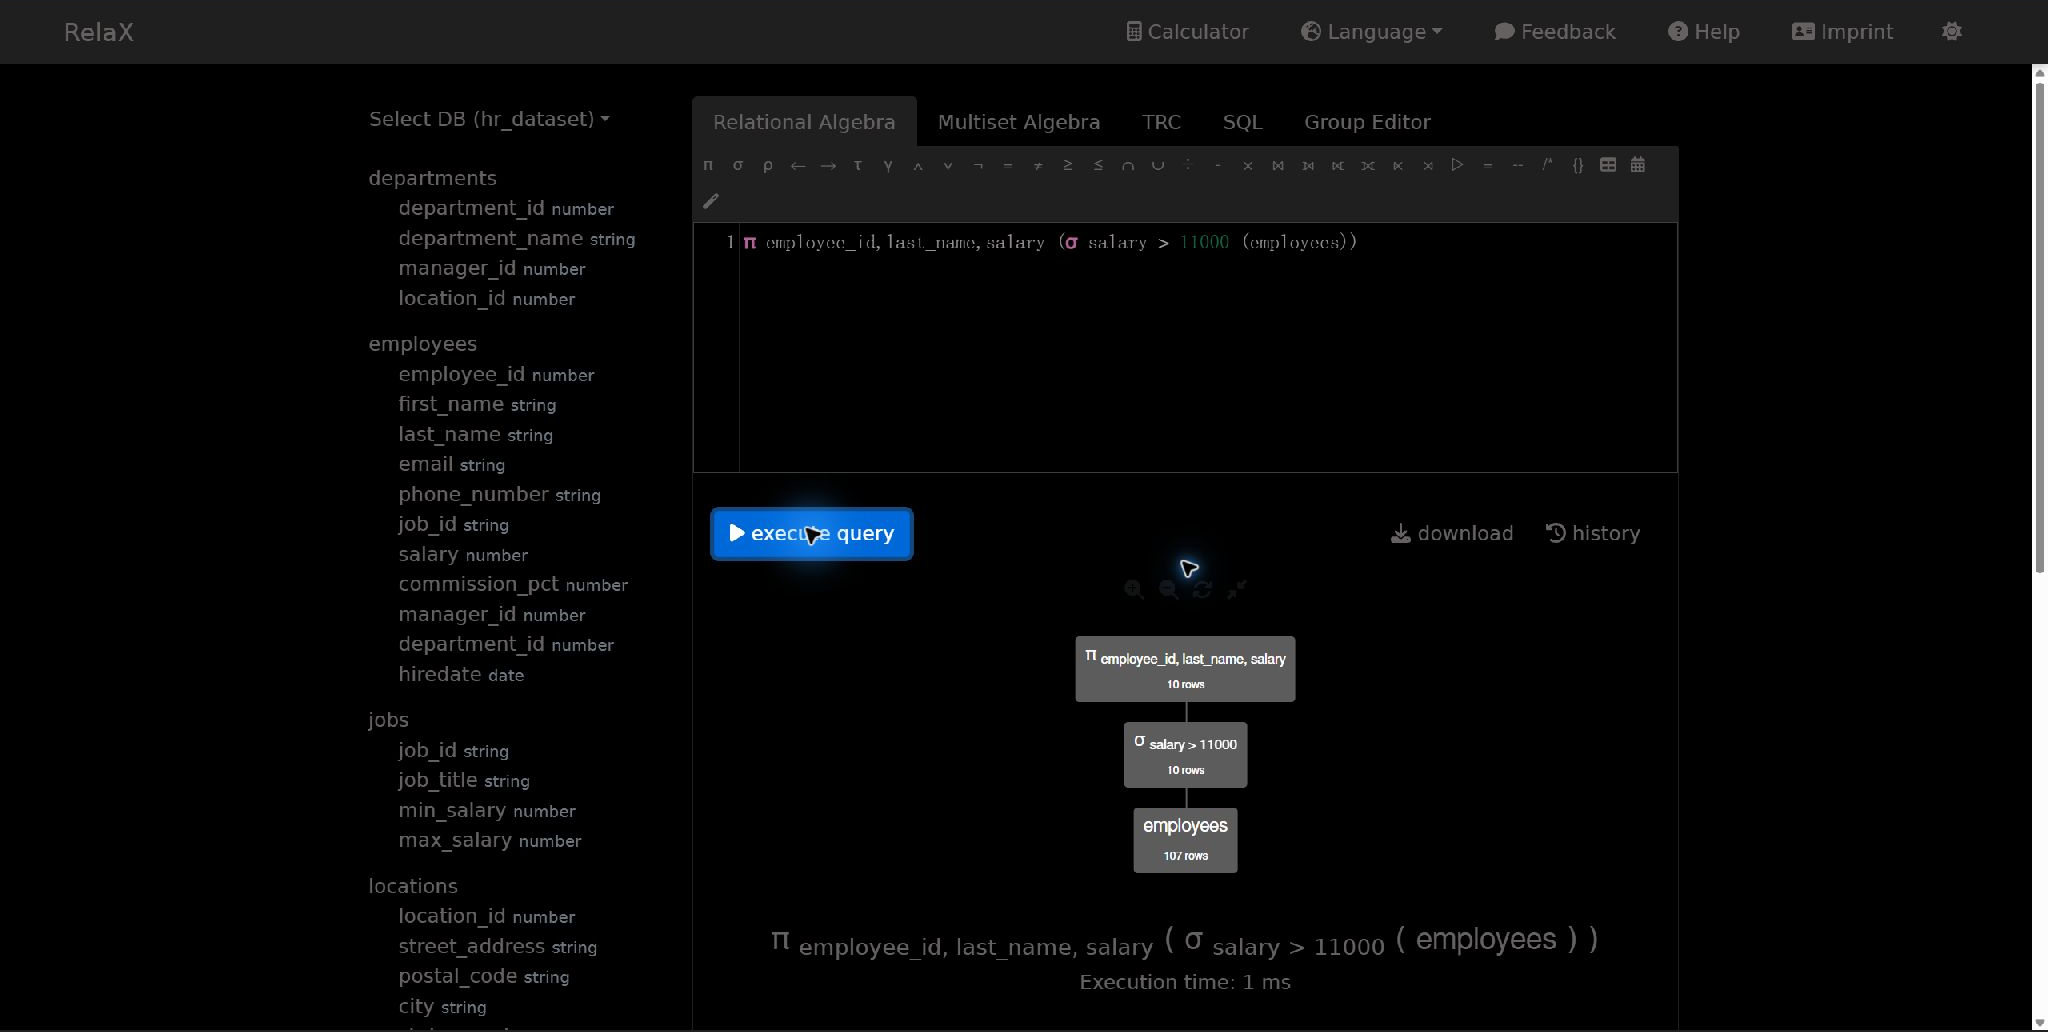 RelaX
Calculator
Language
Feedback
Help
Imprint
Select DB (hr_dataset)
departments
department_id number
department_name string
manager_id number
location_id number
employees
employee_id number
first_name string
last_name string
email string
phone_number string
job_id string
salary number
commission_pct number
manager_id number
department_id number
hiredate date
jobs
job_id string
job_title string
min_salary number
max_salary number
locations
location_id number
street_address string
postal_code string
city string
Relational Algebra
Multiset Algebra
TRC
SQL
Group Editor
π σ ρ ← → τ γ ∧ ∨ ¬ = ≠ ≥ ≤ ∩ ∪ ÷ - ⨯ ⨝ ⟕ ⟖ ⟗ ⋉ ⋊ ▷ = -- /* {}
1 π employee_id, last_name, salary (σ salary > 11000 (employees))
execute query
download
history
π employee_id, last_name, salary
10 rows
σ salary > 11000
10 rows
employees
107 rows
π employee_id, last_name, salary ( σ salary > 11000 ( employees ) )
Execution time: 1 ms